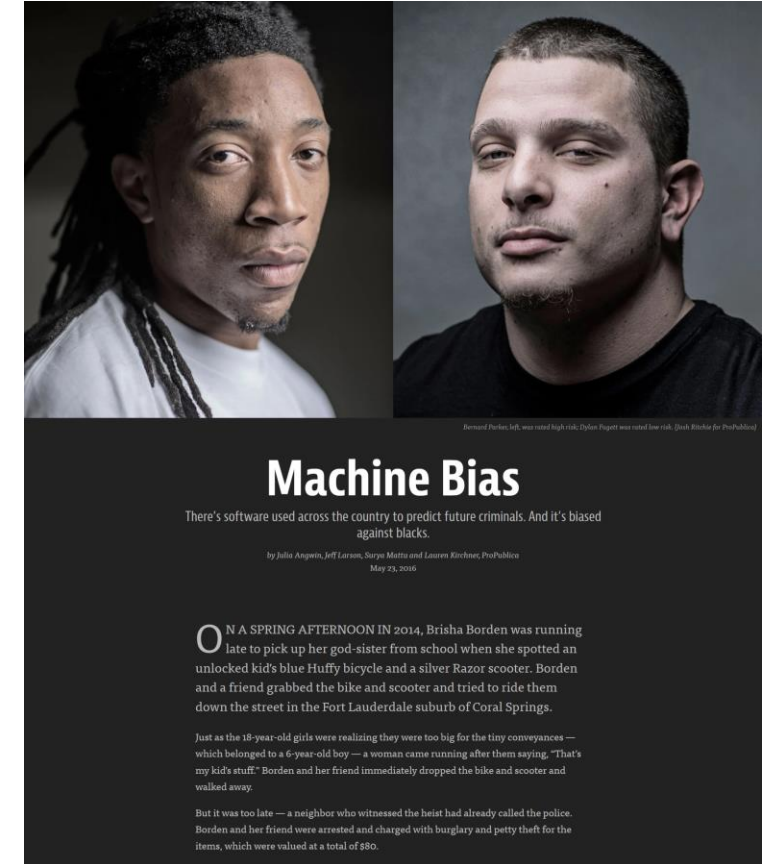 Bernard Parker, left, was rated high risk; Dylan Fugett was rated low risk. (Josh Ritchie for ProPublica)
Machine Bias
There's software used across the country to predict future criminals. And it's biased
against blacks.
by Julia Angwin, Jeff Larson, Surya Mattu and Lauren Kirchner, ProPublica
May 23, 2016
ON A SPRING AFTERNOON IN 2014, Brisha Borden was running
late to pick up her god-sister from school when she spotted an
unlocked kid's blue Huffy bicycle and a silver Razor scooter. Borden
and a friend grabbed the bike and scooter and tried to ride them
down the street in the Fort Lauderdale suburb of Coral Springs.
Just as the 18-year-old girls were realizing they were too big for the tiny conveyances —
which belonged to a 6-year-old boy — a woman came running after them saying, "That's
my kid's stuff." Borden and her friend immediately dropped the bike and scooter and
walked away.
But it was too late — a neighbor who witnessed the heist had already called the police.
Borden and her friend were arrested and charged with burglary and petty theft for the
items, which were valued at a total of $80.